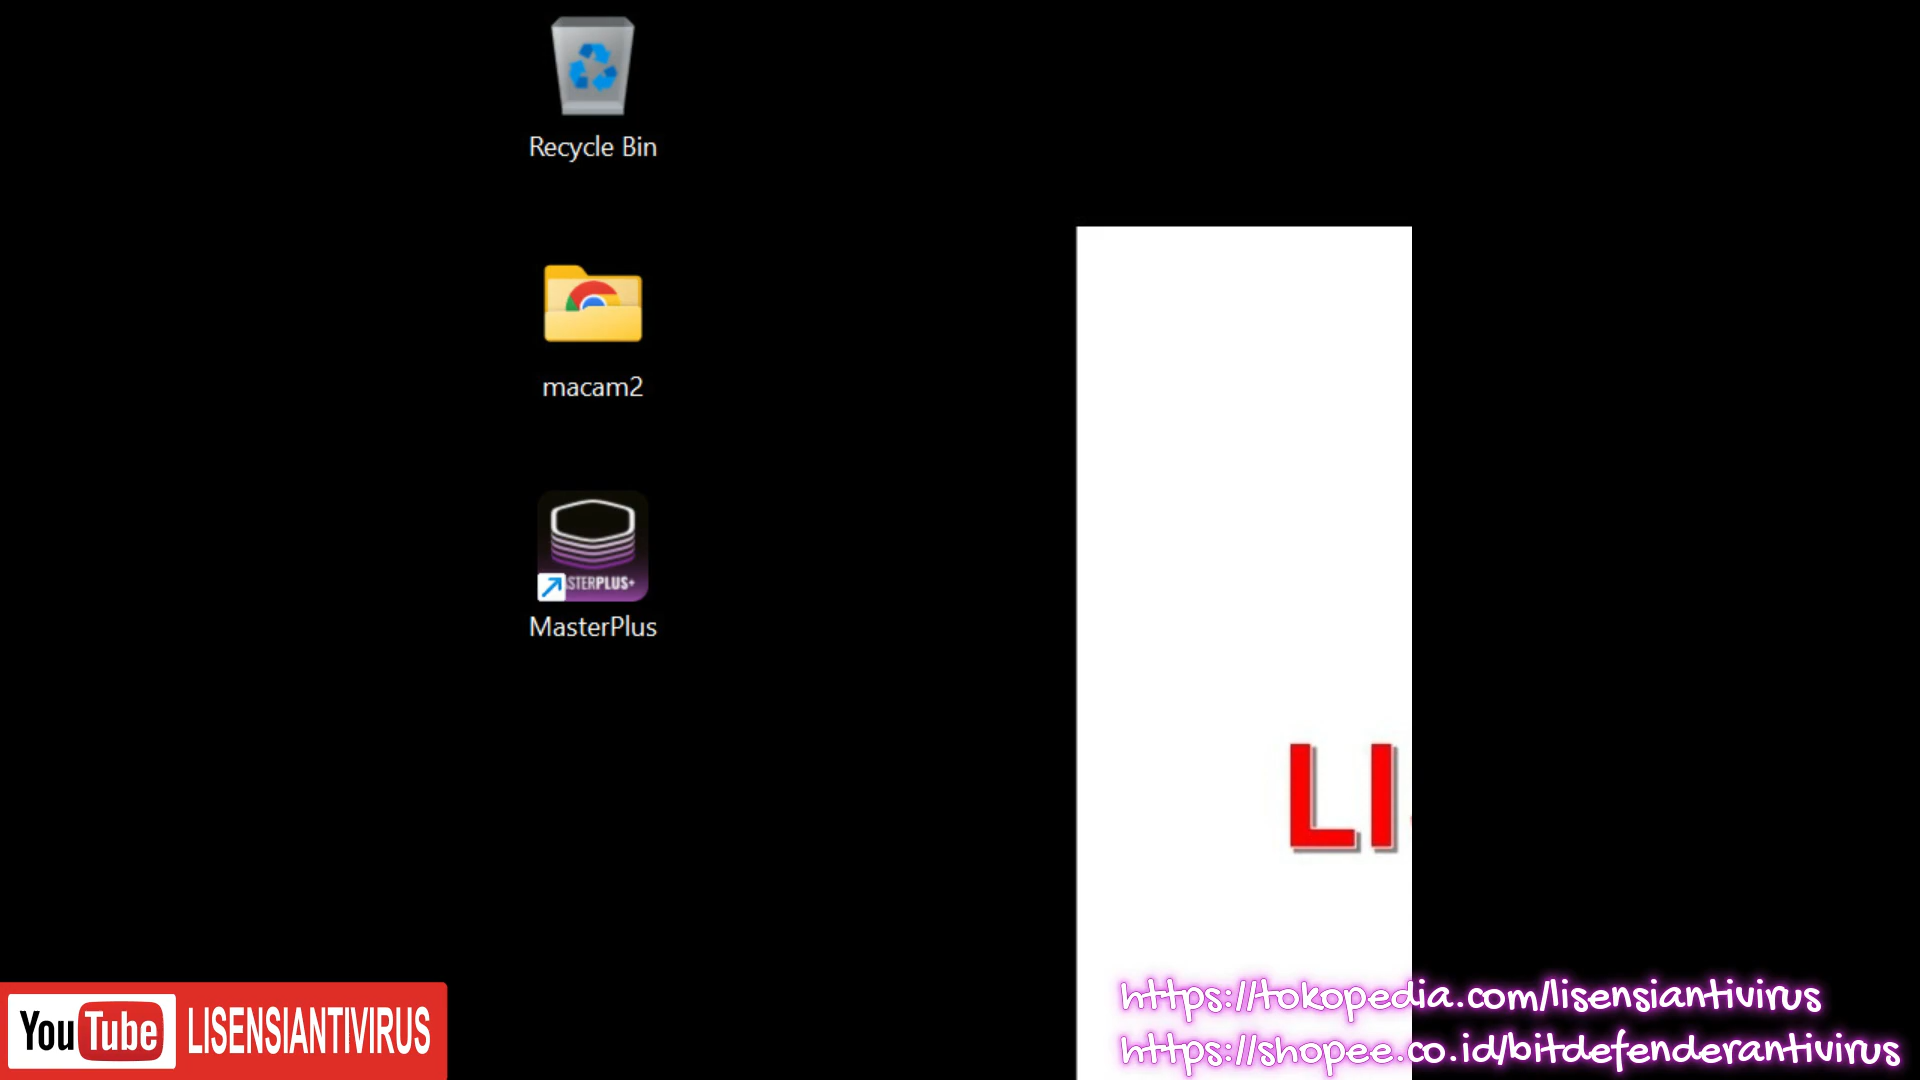 Recycle Bin
macam2
STERPLUS+
MasterPlus
LI
YouTube LISENSIANTIVIRUS
https://tokopedia.com/lisensiantivirus
https://shopee.co.id/bitdefenderantivirus